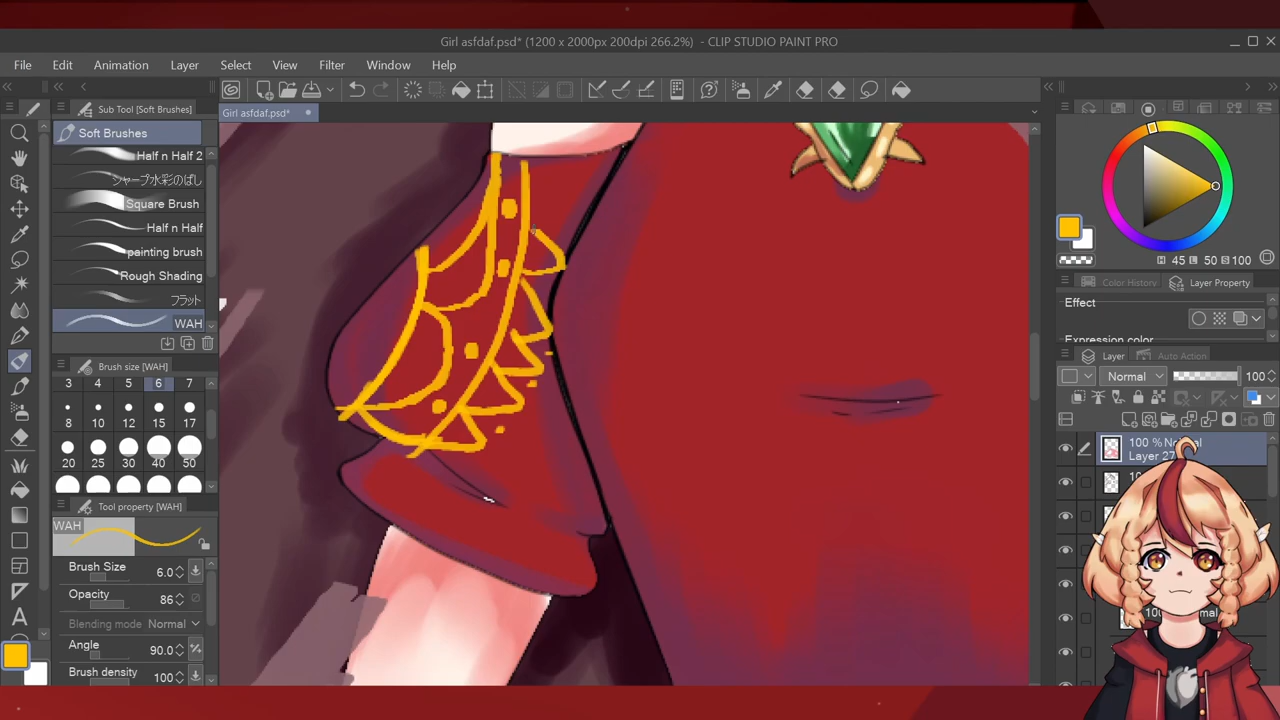 Girl asfdaf.psd* (1200 x 2000px 200dpi 266.2%) - CLIP STUDIO PAINT PRO
File Edit Animation Layer Select View Filter Window Help
Sub Tool [Soft Brushes]
Girl asfdaf.psd*
Soft Brushes
Half n Half 2
シャープ水彩のばし
Square Brush
Half n Half
painting brush
Rough Shading
フラット
WAH
Brush size [WAH]
3 4 5 6 7
8 10 12 15 17
20 25 30 40 50
Tool property [WAH]
WAH
Brush Size 6.0
Opacity 86
Blending mode Normal
Angle 90.0
Brush density 100
H 45 L 50 S 100
Color History Layer Property
Effect
Expression color
Layer Auto Action
Normal 100
100 % Normal
Layer 27